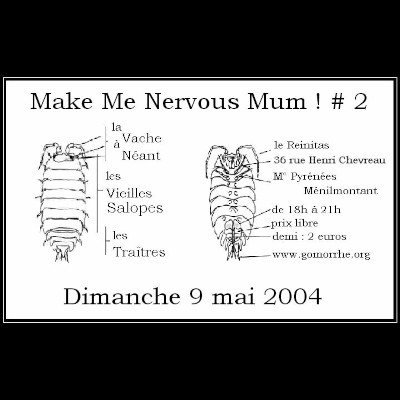 Make Me Nervous Mum ! # 2
la
à
Vache
Néant
les
Vieilles
Salopes
les
Traîtres
le Reinitas
36 rue Henri Chevreau
M° Pyrénées
Ménilmontant
de 18h à 21h
prix libre
demi : 2 euros
www.gomorrhe.org
Dimanche 9 mai 2004